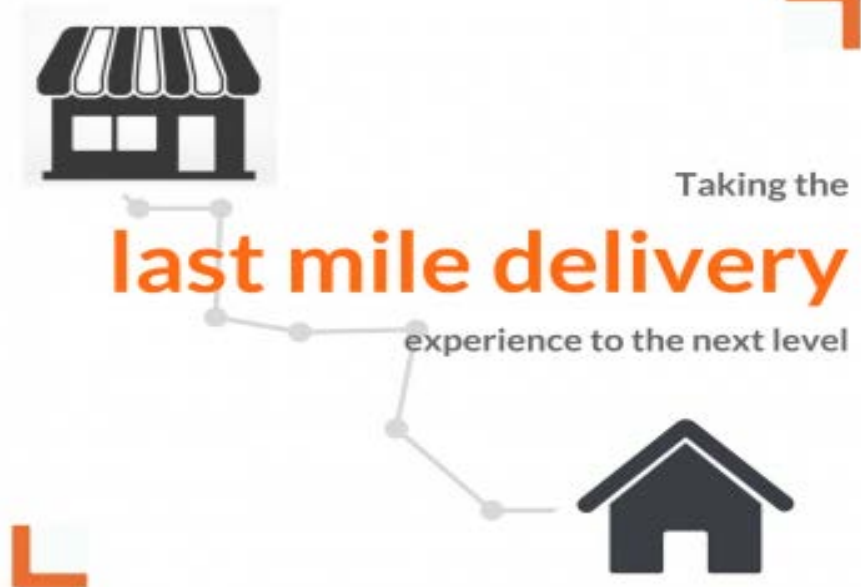 Taking the
last mile delivery
experience to the next level